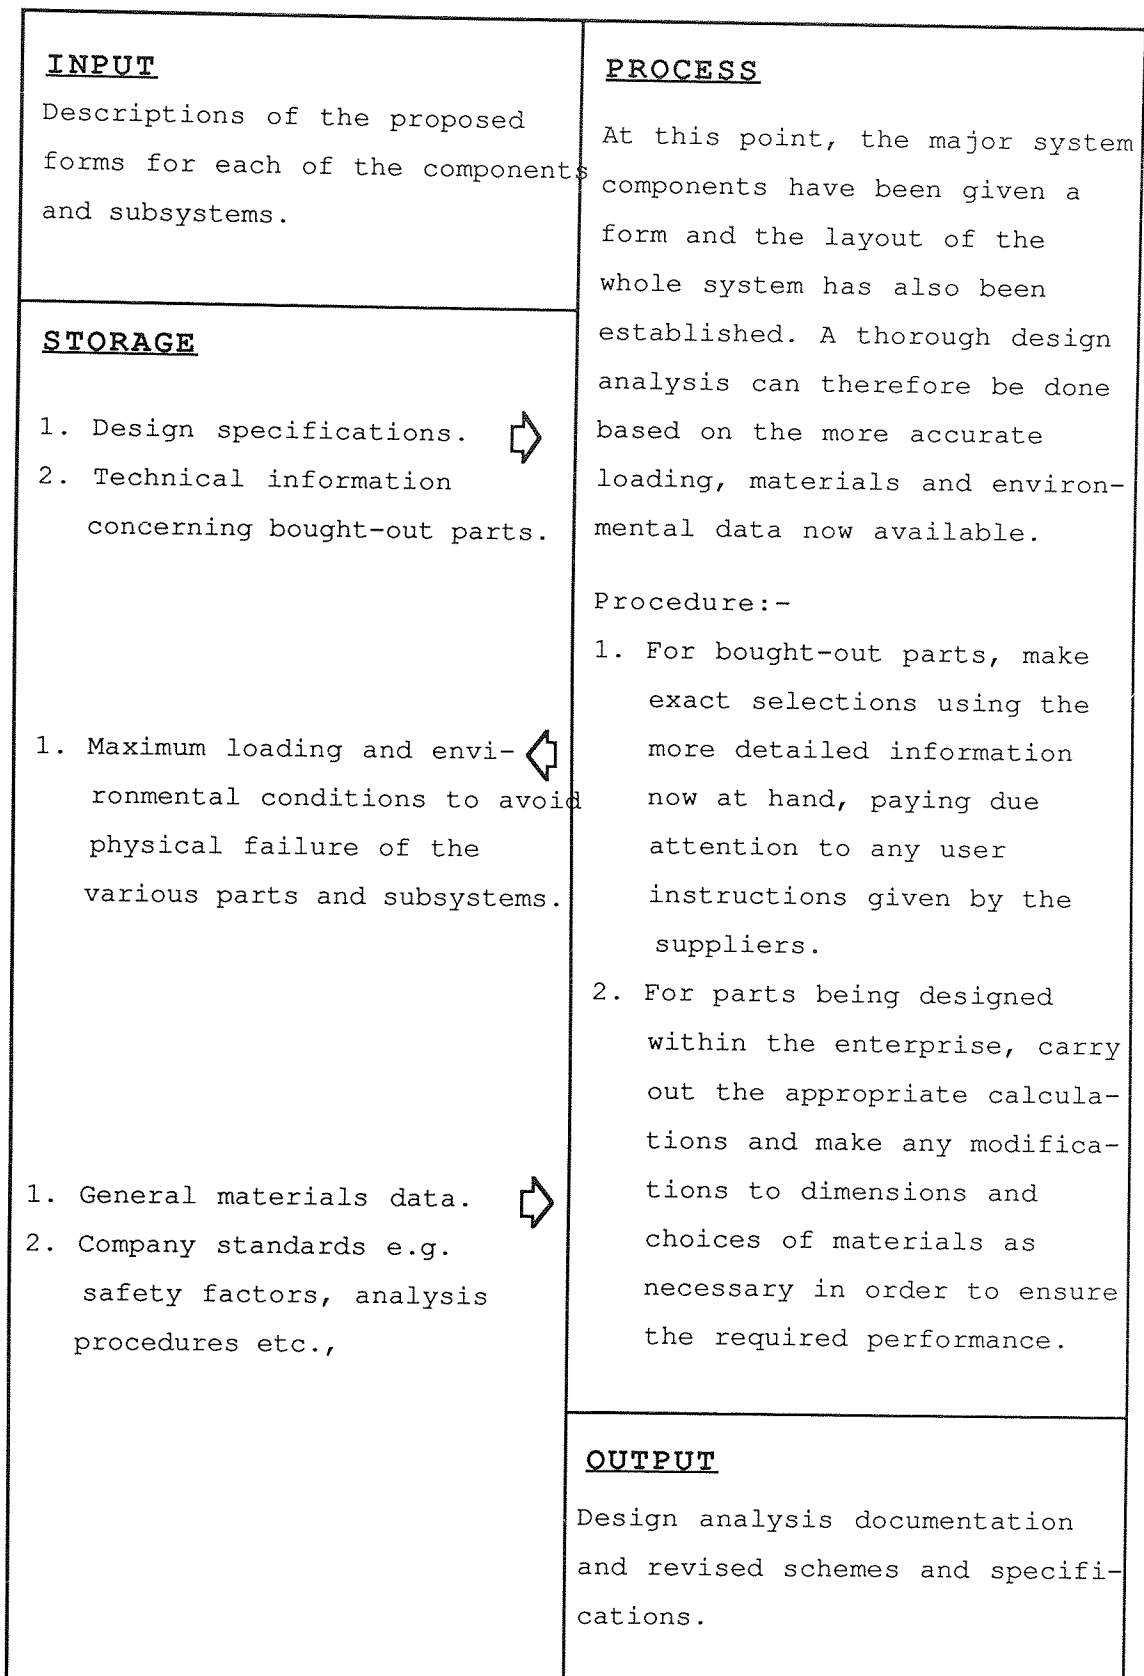 INPUT
Descriptions of the proposed
forms for each of the components
and subsystems.
STORAGE
1. Design specifications.
2. Technical information
concerning bought-out parts.
1. Maximum loading and envi-
ronmental conditions to avoid
physical failure of the
various parts and subsystems.
1. General materials data.
2. Company standards e.g.
safety factors, analysis
procedures etc.,
PROCESS
At this point, the major system
components have been given a
form and the layout of the
whole system has also been
established. A thorough design
analysis can therefore be done
based on the more accurate
loading, materials and environ-
mental data now available.
Procedure:-
1. For bought-out parts, make
exact selections using the
more detailed information
now at hand, paying due
attention to any user
instructions given by the
suppliers.
2. For parts being designed
within the enterprise, carry
out the appropriate calcula-
tions and make any modifica-
tions to dimensions and
choices of materials as
necessary in order to ensure
the required performance.
OUTPUT
Design analysis documentation
and revised schemes and specifi-
cations.